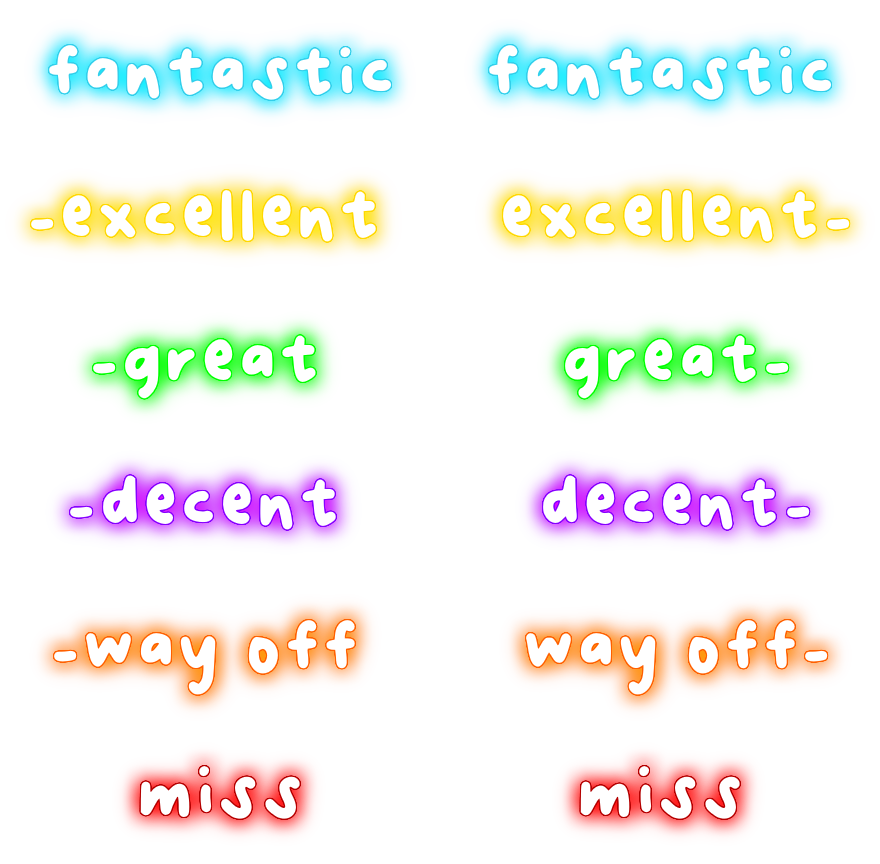 fantastic fantastic
-excellent excellent-
-great great-
-decent decent-
-way off way off-
miss miss